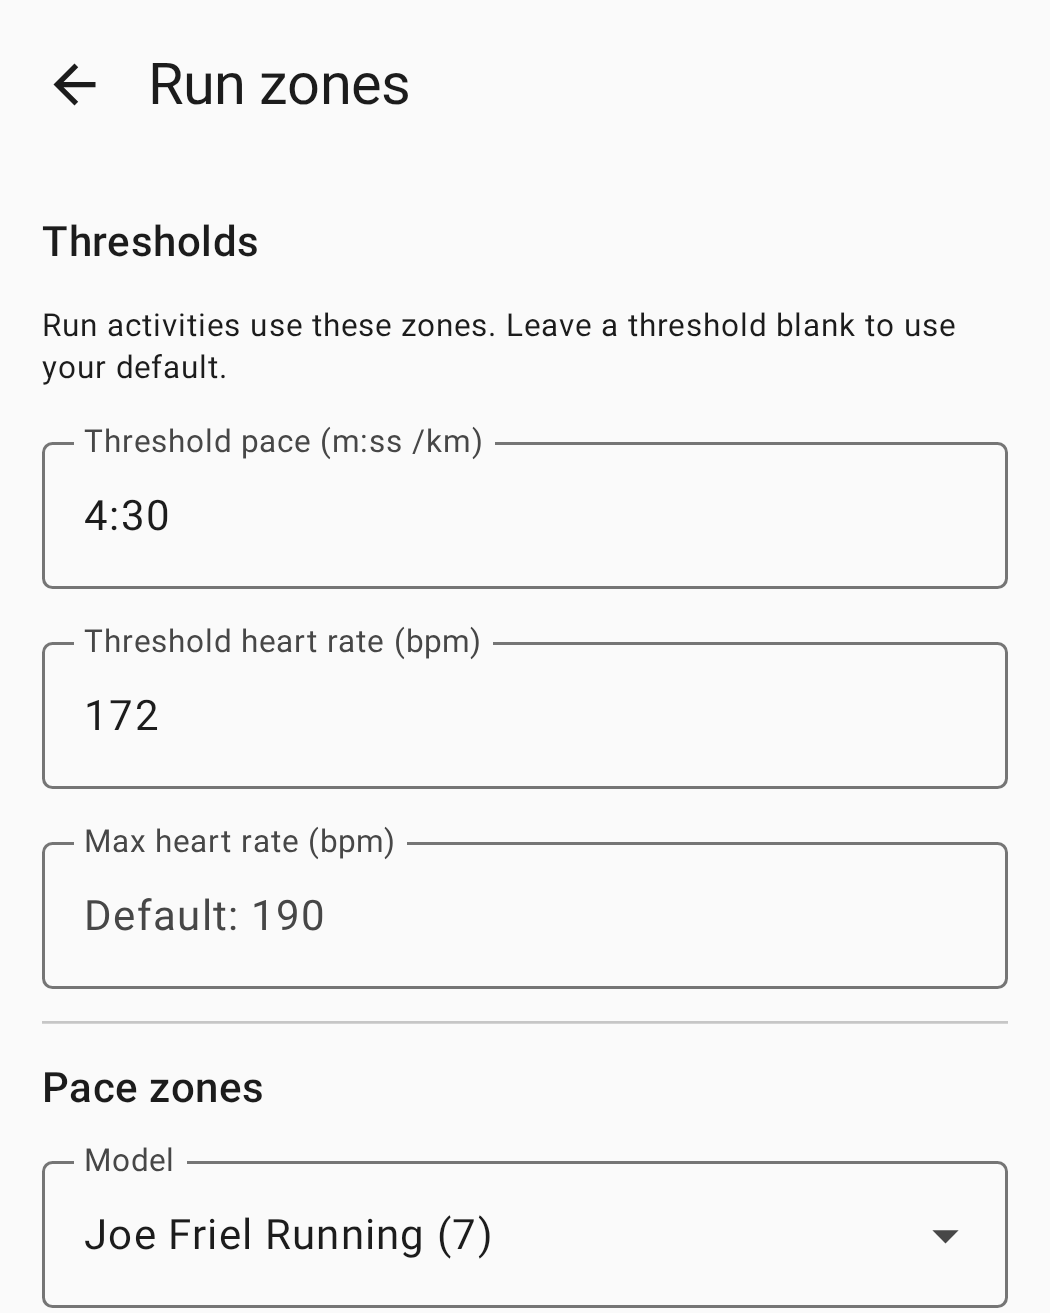 Run zones
Thresholds
Run activities use these zones. Leave a threshold blank to use
your default.
Threshold pace (m:ss /km)
4:30
Threshold heart rate (bpm)
172
Max heart rate (bpm)
Default: 190
Pace zones
Model
Joe Friel Running (7)